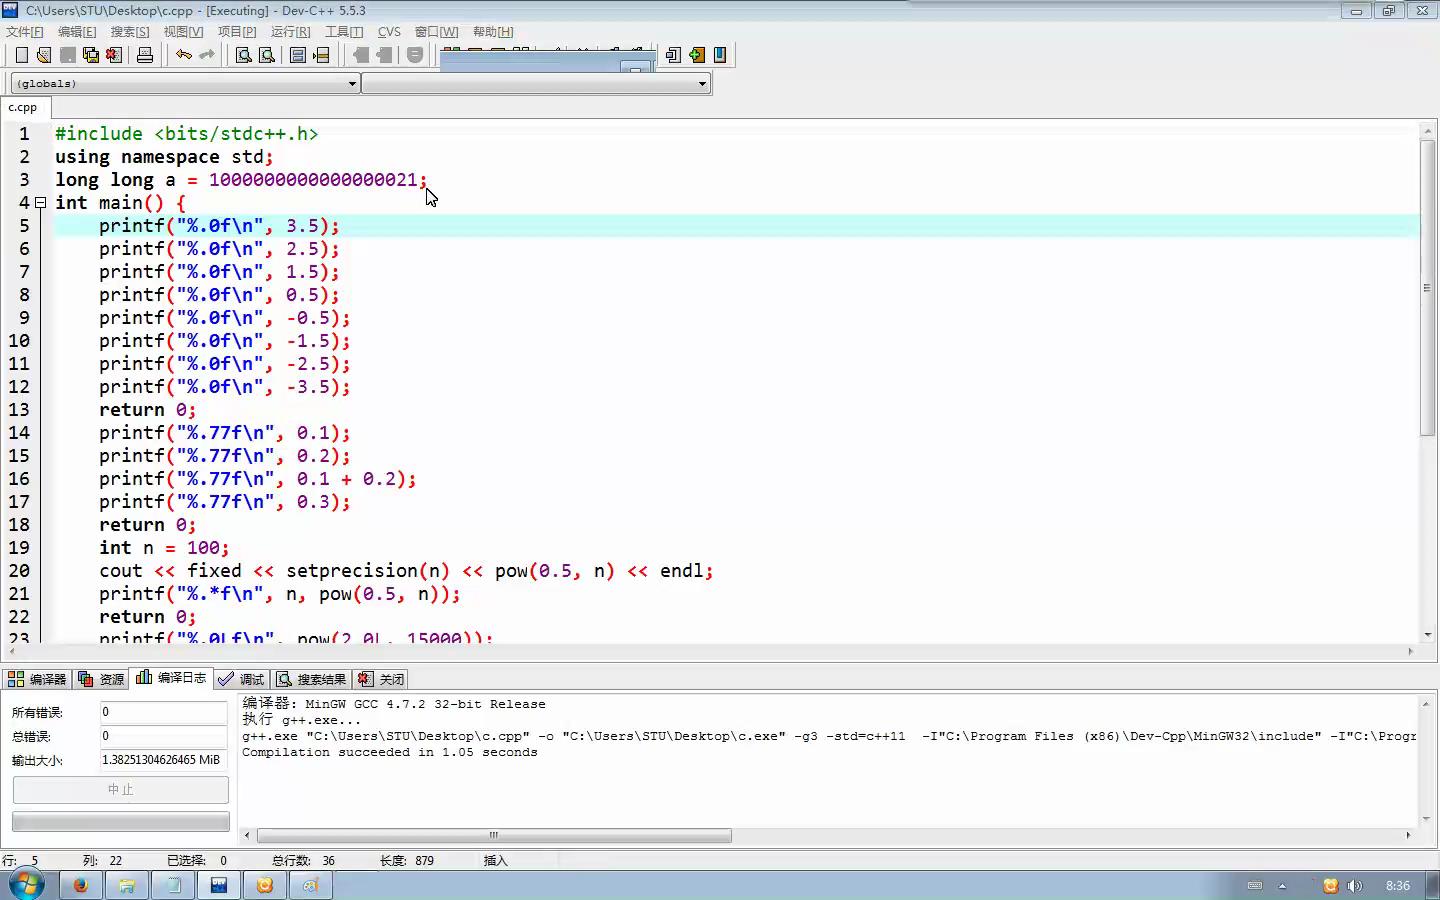 C:\Users\STU\Desktop\c.cpp - [Executing] - Dev-C++ 5.5.3
文件[F] 编辑[E] 搜索[S] 视图[V] 项目[P] 运行[R] 工具[T] CVS 窗口[W] 帮助[H]
(globals)
c.cpp
1 #include <bits/stdc++.h>
2 using namespace std;
3 long long a = 1000000000000000021;
4 int main() {
5 printf("%.0f\n", 3.5);
6 printf("%.0f\n", 2.5);
7 printf("%.0f\n", 1.5);
8 printf("%.0f\n", 0.5);
9 printf("%.0f\n", -0.5);
10 printf("%.0f\n", -1.5);
11 printf("%.0f\n", -2.5);
12 printf("%.0f\n", -3.5);
13 return 0;
14 printf("%.77f\n", 0.1);
15 printf("%.77f\n", 0.2);
16 printf("%.77f\n", 0.1 + 0.2);
17 printf("%.77f\n", 0.3);
18 return 0;
19 int n = 100;
20 cout << fixed << setprecision(n) << pow(0.5, n) << endl;
21 printf("%.*f\n", n, pow(0.5, n));
22 return 0;
23 printf("%.0Lf\n", pow(2.0L, 15000));
编译器 资源 编译日志 调试 搜索结果 关闭
所有错误: 0
总错误: 0
输出大小: 1.38251304626465 MiB
中止
编译器: MinGW GCC 4.7.2 32-bit Release
执行 g++.exe...
g++.exe "C:\Users\STU\Desktop\c.cpp" -o "C:\Users\STU\Desktop\c.exe" -g3 -std=c++11 -I"C:\Program Files (x86)\Dev-Cpp\MinGW32\include" -I"C:\Progr
Compilation succeeded in 1.05 seconds
行: 5 列: 22 已选择: 0 总行数: 36 长度: 879 插入
8:36